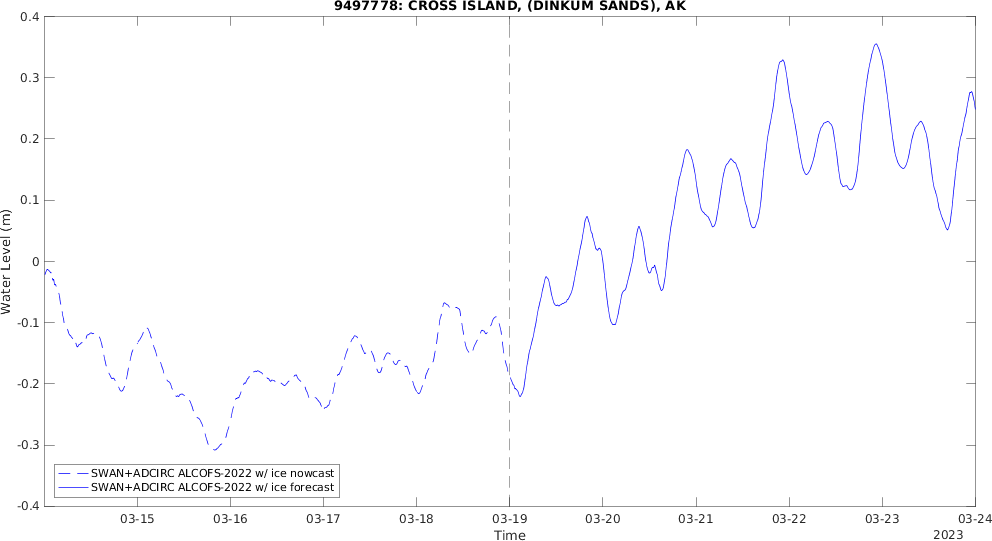 9497778: CROSS ISLAND, (DINKUM SANDS), AK
Water Level (m)
0.4
0.3
0.2
0.1
0
-0.1
-0.2
-0.3
-0.4
SWAN+ADCIRC ALCOFS-2022 w/ ice nowcast
SWAN+ADCIRC ALCOFS-2022 w/ ice forecast
03-15 03-16 03-17 03-18 03-19 03-20 03-21 03-22 03-23 03-24
Time
2023